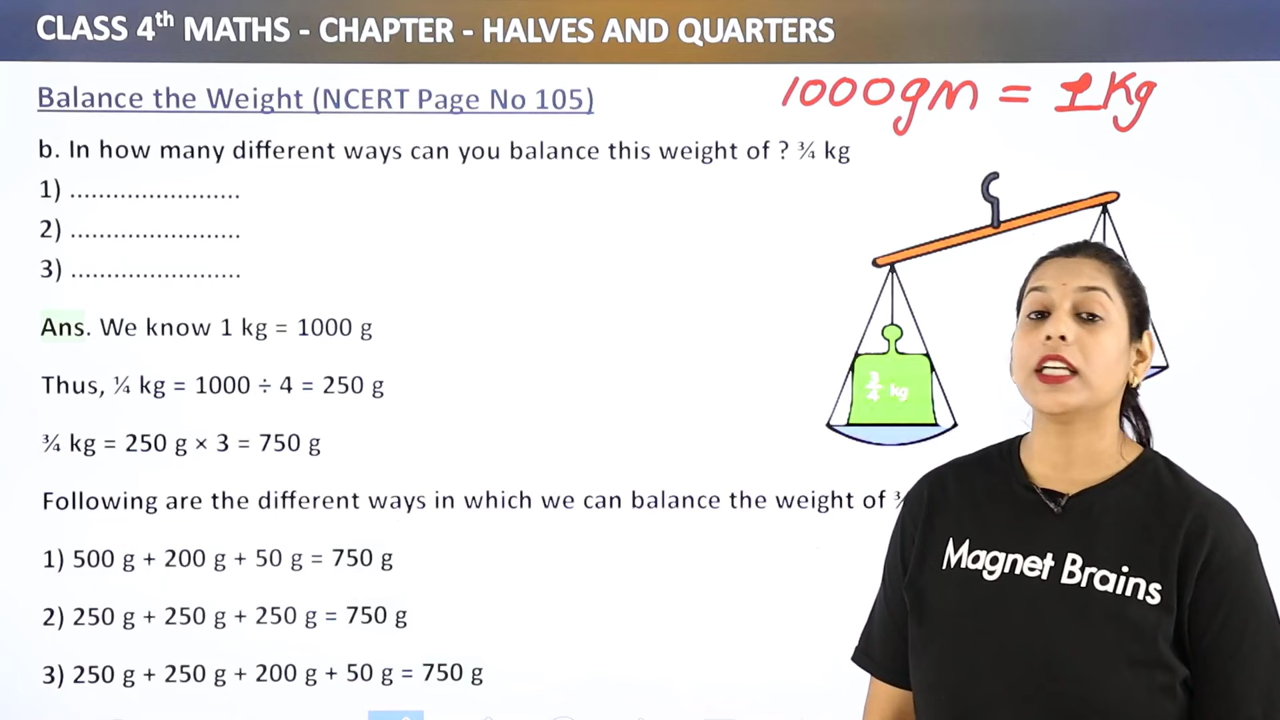 CLASS 4th MATHS - CHAPTER - HALVES AND QUARTERS
Balance the Weight (NCERT Page No 105)
1000gm = 1Kg
b. In how many different ways can you balance this weight of ? ¾ kg
1) ........................
2) ........................
3) ........................
Ans. We know 1 kg = 1000 g
Thus, ¼ kg = 1000 ÷ 4 = 250 g
¾ kg
¾ kg = 250 g × 3 = 750 g
Following are the different ways in which we can balance the weight of
1) 500 g + 200 g + 50 g = 750 g
2) 250 g + 250 g + 250 g = 750 g
3) 250 g + 250 g + 200 g + 50 g = 750 g
Magnet Brains